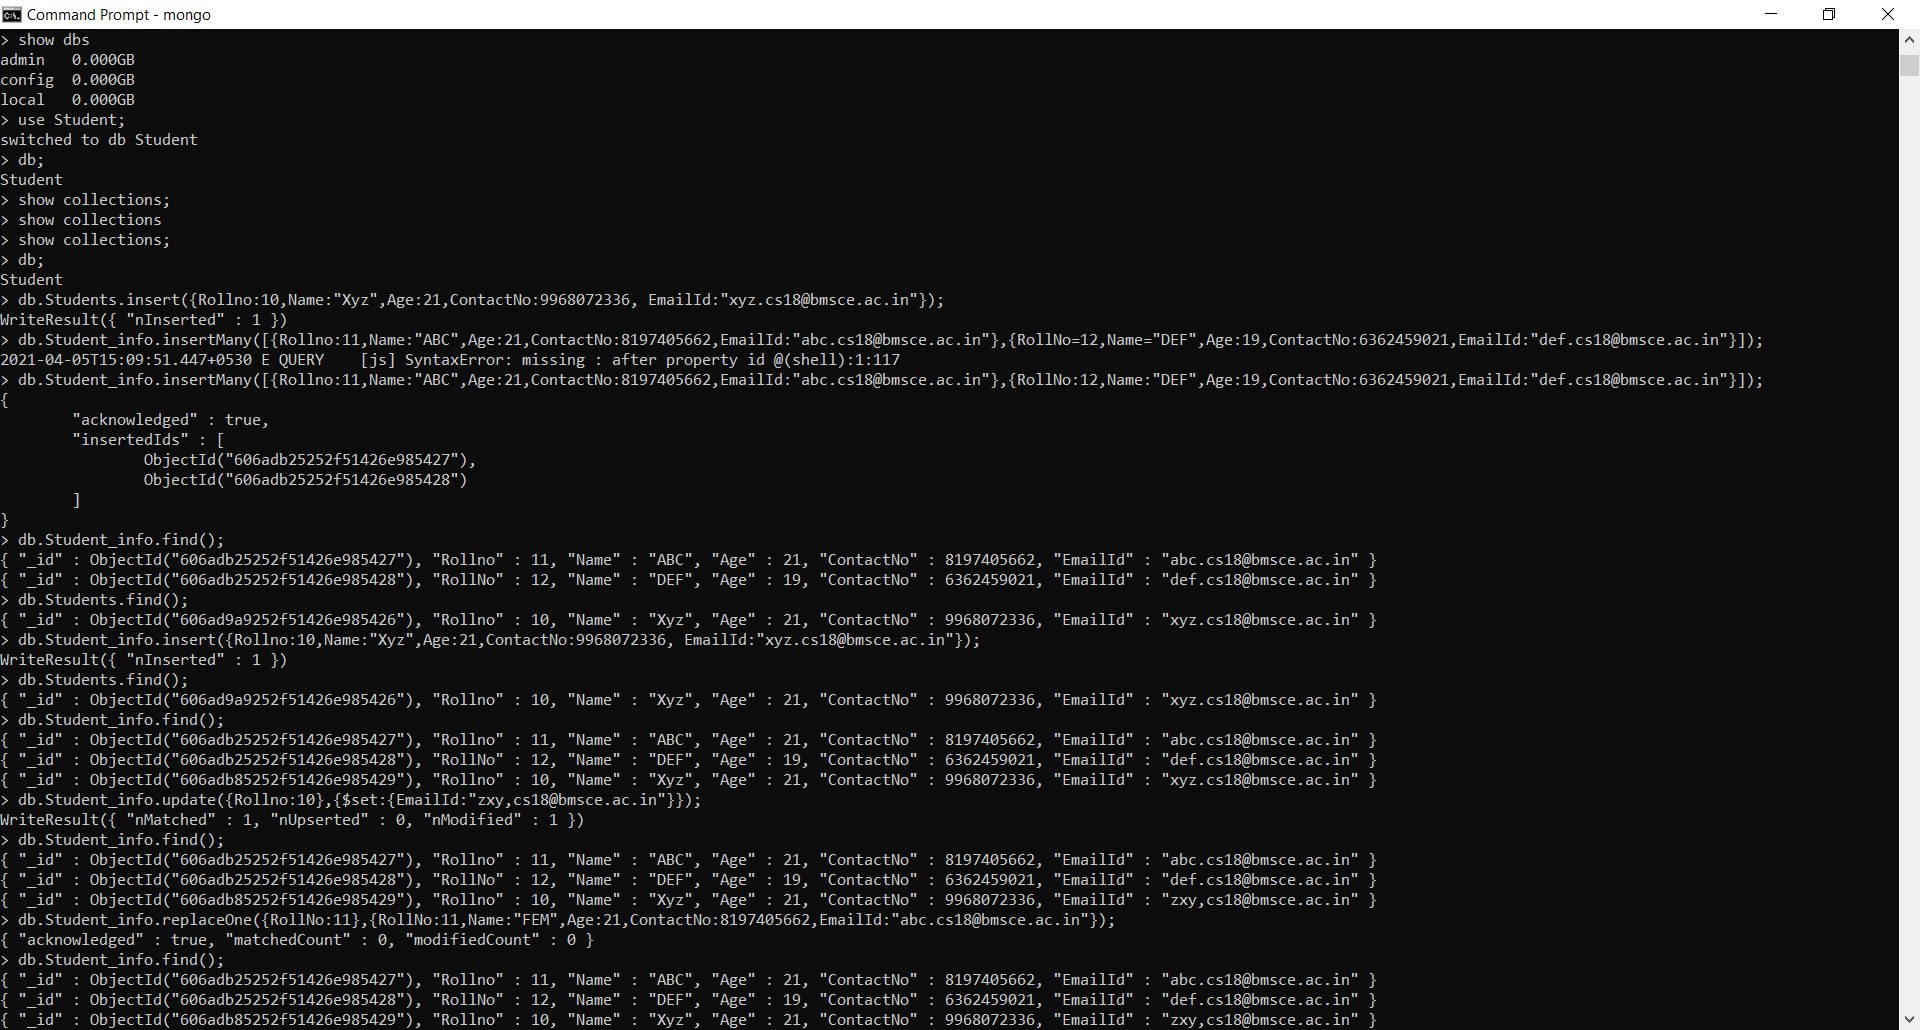 Command Prompt - mongo
> show dbs
admin   0.000GB
config  0.000GB
local   0.000GB
> use Student;
switched to db Student
> db;
Student
> show collections;
> show collections
> show collections;
> db;
Student
> db.Students.insert({Rollno:10,Name:"Xyz",Age:21,ContactNo:9968072336, EmailId:"xyz.cs18@bmsce.ac.in"});
WriteResult({ "nInserted" : 1 })
> db.Student_info.insertMany([{Rollno:11,Name:"ABC",Age:21,ContactNo:8197405662,EmailId:"abc.cs18@bmsce.ac.in"},{RollNo=12,Name="DEF",Age:19,ContactNo:6362459021,EmailId:"def.cs18@bmsce.ac.in"}]);
2021-04-05T15:09:51.447+0530 E QUERY    [js] SyntaxError: missing : after property id @(shell):1:117
> db.Student_info.insertMany([{Rollno:11,Name:"ABC",Age:21,ContactNo:8197405662,EmailId:"abc.cs18@bmsce.ac.in"},{RollNo:12,Name:"DEF",Age:19,ContactNo:6362459021,EmailId:"def.cs18@bmsce.ac.in"}]);
{
        "acknowledged" : true,
        "insertedIds" : [
                ObjectId("606adb25252f51426e985427"),
                ObjectId("606adb25252f51426e985428")
        ]
}
> db.Student_info.find();
{ "_id" : ObjectId("606adb25252f51426e985427"), "Rollno" : 11, "Name" : "ABC", "Age" : 21, "ContactNo" : 8197405662, "EmailId" : "abc.cs18@bmsce.ac.in" }
{ "_id" : ObjectId("606adb25252f51426e985428"), "RollNo" : 12, "Name" : "DEF", "Age" : 19, "ContactNo" : 6362459021, "EmailId" : "def.cs18@bmsce.ac.in" }
> db.Students.find();
{ "_id" : ObjectId("606ad9a9252f51426e985426"), "Rollno" : 10, "Name" : "Xyz", "Age" : 21, "ContactNo" : 9968072336, "EmailId" : "xyz.cs18@bmsce.ac.in" }
> db.Student_info.insert({Rollno:10,Name:"Xyz",Age:21,ContactNo:9968072336, EmailId:"xyz.cs18@bmsce.ac.in"});
WriteResult({ "nInserted" : 1 })
> db.Students.find();
{ "_id" : ObjectId("606ad9a9252f51426e985426"), "Rollno" : 10, "Name" : "Xyz", "Age" : 21, "ContactNo" : 9968072336, "EmailId" : "xyz.cs18@bmsce.ac.in" }
> db.Student_info.find();
{ "_id" : ObjectId("606adb25252f51426e985427"), "Rollno" : 11, "Name" : "ABC", "Age" : 21, "ContactNo" : 8197405662, "EmailId" : "abc.cs18@bmsce.ac.in" }
{ "_id" : ObjectId("606adb25252f51426e985428"), "RollNo" : 12, "Name" : "DEF", "Age" : 19, "ContactNo" : 6362459021, "EmailId" : "def.cs18@bmsce.ac.in" }
{ "_id" : ObjectId("606adb85252f51426e985429"), "Rollno" : 10, "Name" : "Xyz", "Age" : 21, "ContactNo" : 9968072336, "EmailId" : "xyz.cs18@bmsce.ac.in" }
> db.Student_info.update({Rollno:10},{$set:{EmailId:"zxy,cs18@bmsce.ac.in"}});
WriteResult({ "nMatched" : 1, "nUpserted" : 0, "nModified" : 1 })
> db.Student_info.find();
{ "_id" : ObjectId("606adb25252f51426e985427"), "Rollno" : 11, "Name" : "ABC", "Age" : 21, "ContactNo" : 8197405662, "EmailId" : "abc.cs18@bmsce.ac.in" }
{ "_id" : ObjectId("606adb25252f51426e985428"), "RollNo" : 12, "Name" : "DEF", "Age" : 19, "ContactNo" : 6362459021, "EmailId" : "def.cs18@bmsce.ac.in" }
{ "_id" : ObjectId("606adb85252f51426e985429"), "Rollno" : 10, "Name" : "Xyz", "Age" : 21, "ContactNo" : 9968072336, "EmailId" : "zxy,cs18@bmsce.ac.in" }
> db.Student_info.replaceOne({RollNo:11},{RollNo:11,Name:"FEM",Age:21,ContactNo:8197405662,EmailId:"abc.cs18@bmsce.ac.in"});
{ "acknowledged" : true, "matchedCount" : 0, "modifiedCount" : 0 }
> db.Student_info.find();
{ "_id" : ObjectId("606adb25252f51426e985427"), "Rollno" : 11, "Name" : "ABC", "Age" : 21, "ContactNo" : 8197405662, "EmailId" : "abc.cs18@bmsce.ac.in" }
{ "_id" : ObjectId("606adb25252f51426e985428"), "RollNo" : 12, "Name" : "DEF", "Age" : 19, "ContactNo" : 6362459021, "EmailId" : "def.cs18@bmsce.ac.in" }
{ "_id" : ObjectId("606adb85252f51426e985429"), "Rollno" : 10, "Name" : "Xyz", "Age" : 21, "ContactNo" : 9968072336, "EmailId" : "zxy,cs18@bmsce.ac.in" }